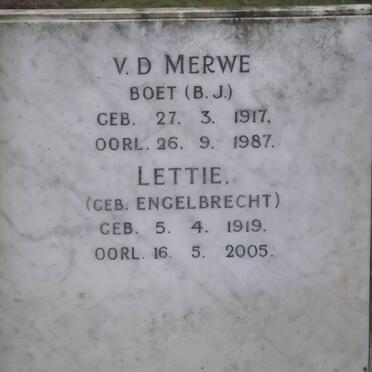 V. D MERWE
BOET (B. J.)
GEB. 27. 3. 1917.
OORL. 26. 9. 1987.
LETTIE.
(GEB. ENGELBRECHT)
GEB. 5. 4. 1919.
OORL. 16. 5. 2005.